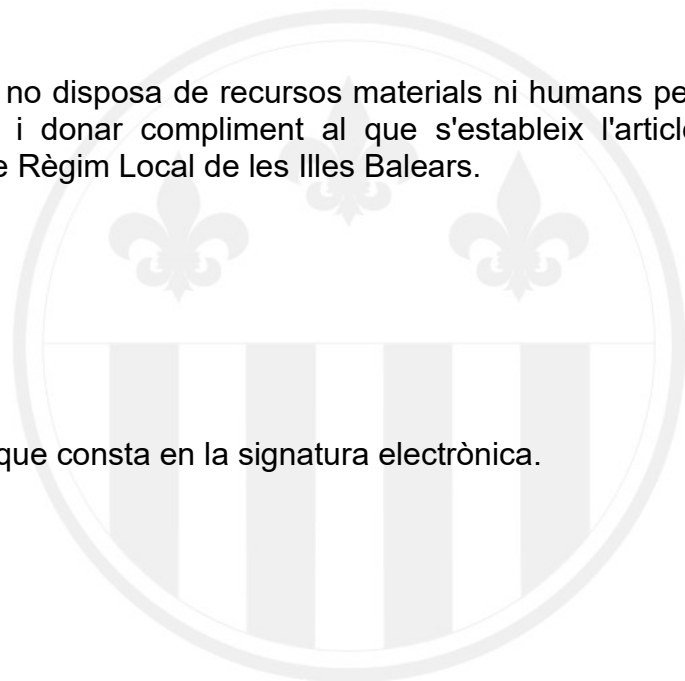 no disposa de recursos materials ni humans pe
i donar compliment al que s'estableix l'article
e Règim Local de les Illes Balears.
que consta en la signatura electrònica.